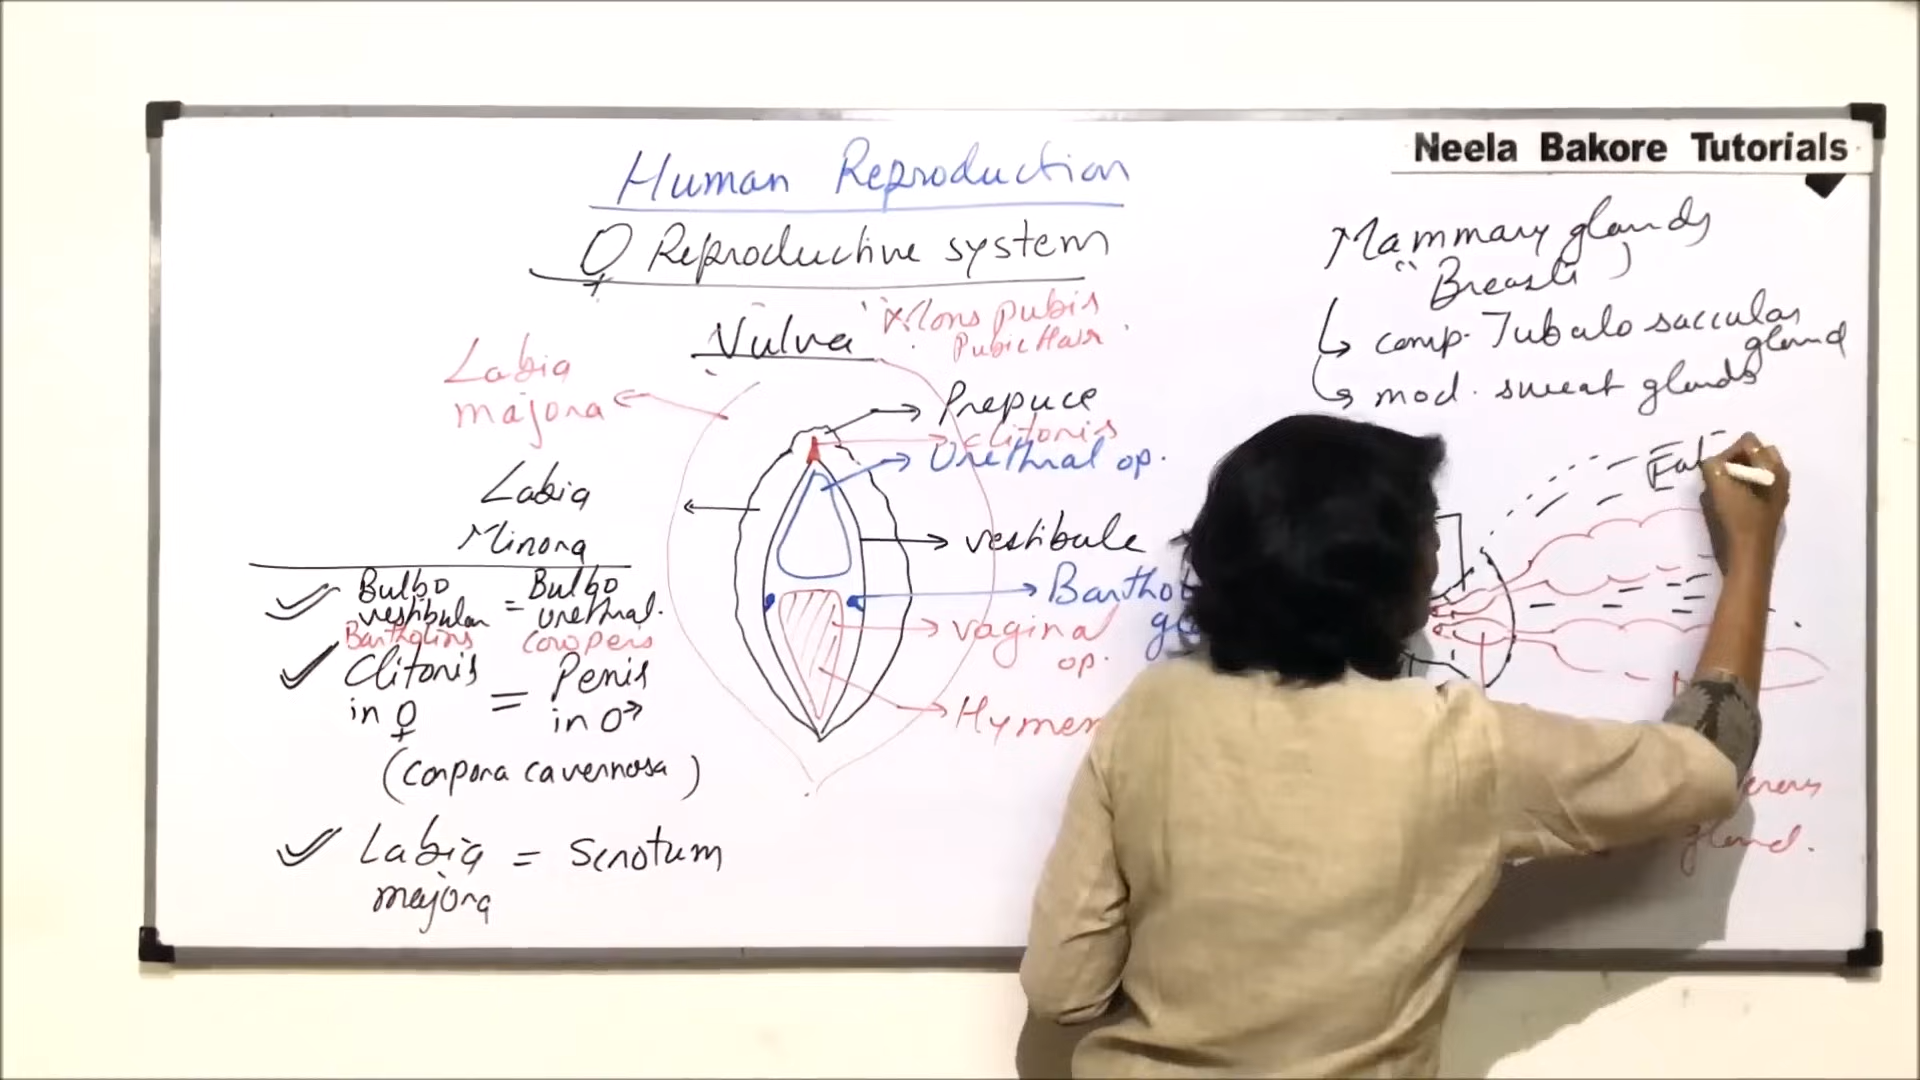 Neela Bakore Tutorials
Human Reproduction
♀ Reproductive system
Vulva
Mons pubis
Pubic Hair
Labia
majora
Prepuce
clitoris
Urethral op.
Labia
Minora
vestibule
vaginal
op.
Bulbo
vestibular
Bartholins
=
Bulbo
urethral.
cowpers
Clitoris
in ♀
=
Penis
in ♂
(corpora cavernosa)
Labia
majora
= Scrotum
Mammary glands
"Breasts"
comp. Tubulo saccular
gland
mod. sweat glands
gland.